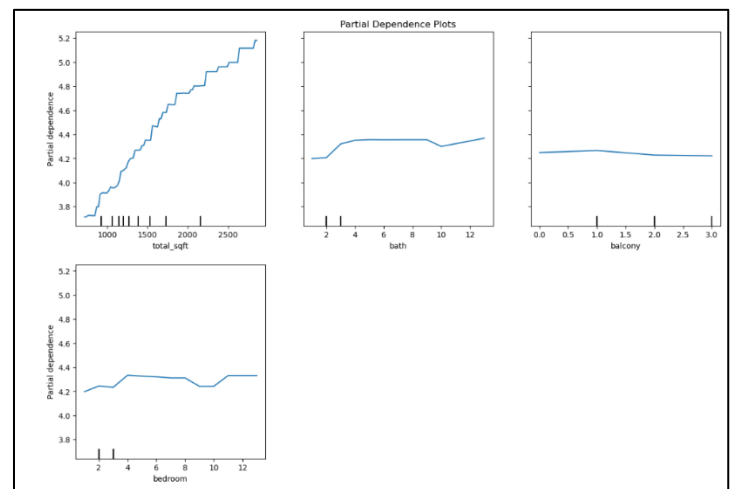 Partial Dependence Plots
Partial dependence
5.2
5.0
4.8
4.6
4.4
4.2
4.0
3.8
1000 1500 2000 2500
total_sqft
2 4 6 8 10 12
bath
0.0 0.5 1.0 1.5 2.0 2.5 3.0
balcony
Partial dependence
5.2
5.0
4.8
4.6
4.4
4.2
4.0
3.8
2 4 6 8 10 12
bedroom